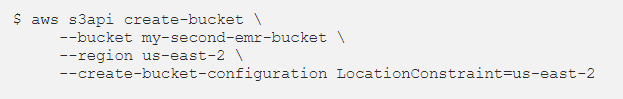 $ aws s3api create-bucket \
--bucket my-second-emr-bucket \
--region us-east-2 \
--create-bucket-configuration LocationConstraint=us-east-2